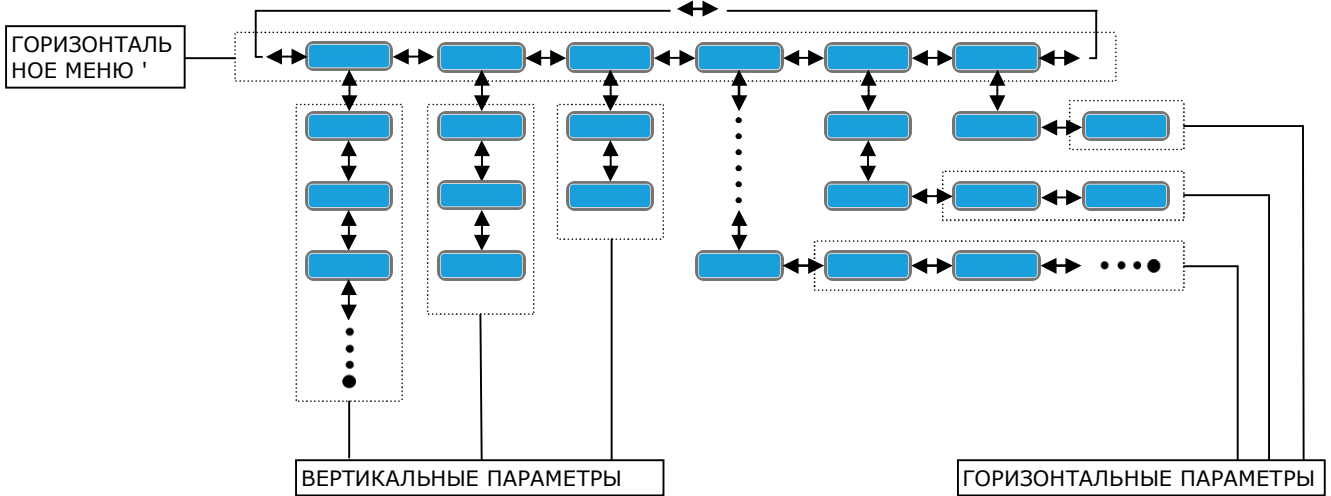 ГОРИЗОНТАЛЬ
НОЕ МЕНЮ '
ВЕРТИКАЛЬНЫЕ ПАРАМЕТРЫ
ГОРИЗОНТАЛЬНЫЕ ПАРАМЕТРЫ